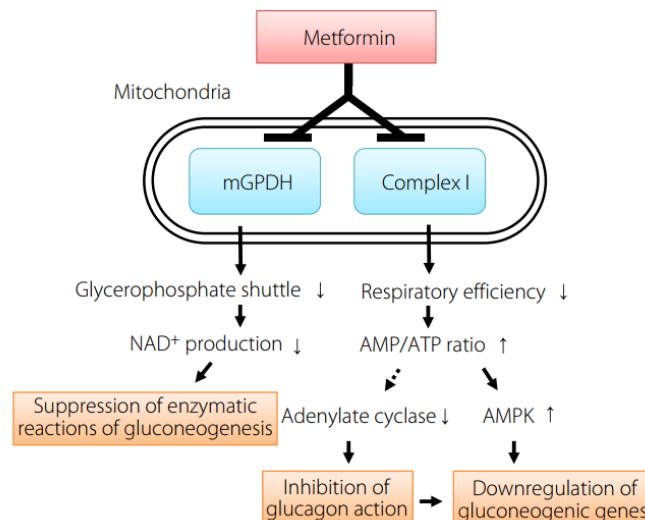 Metformin
Mitochondria
mGPDH
Complex I
Glycerophosphate shuttle ↓
Respiratory efficiency ↓
NAD⁺ production ↓
AMP/ATP ratio ↑
Suppression of enzymatic
reactions of gluconeogenesis
Adenylate cyclase ↓
AMPK ↑
Inhibition of
glucagon action
Downregulation of
gluconeogenic genes